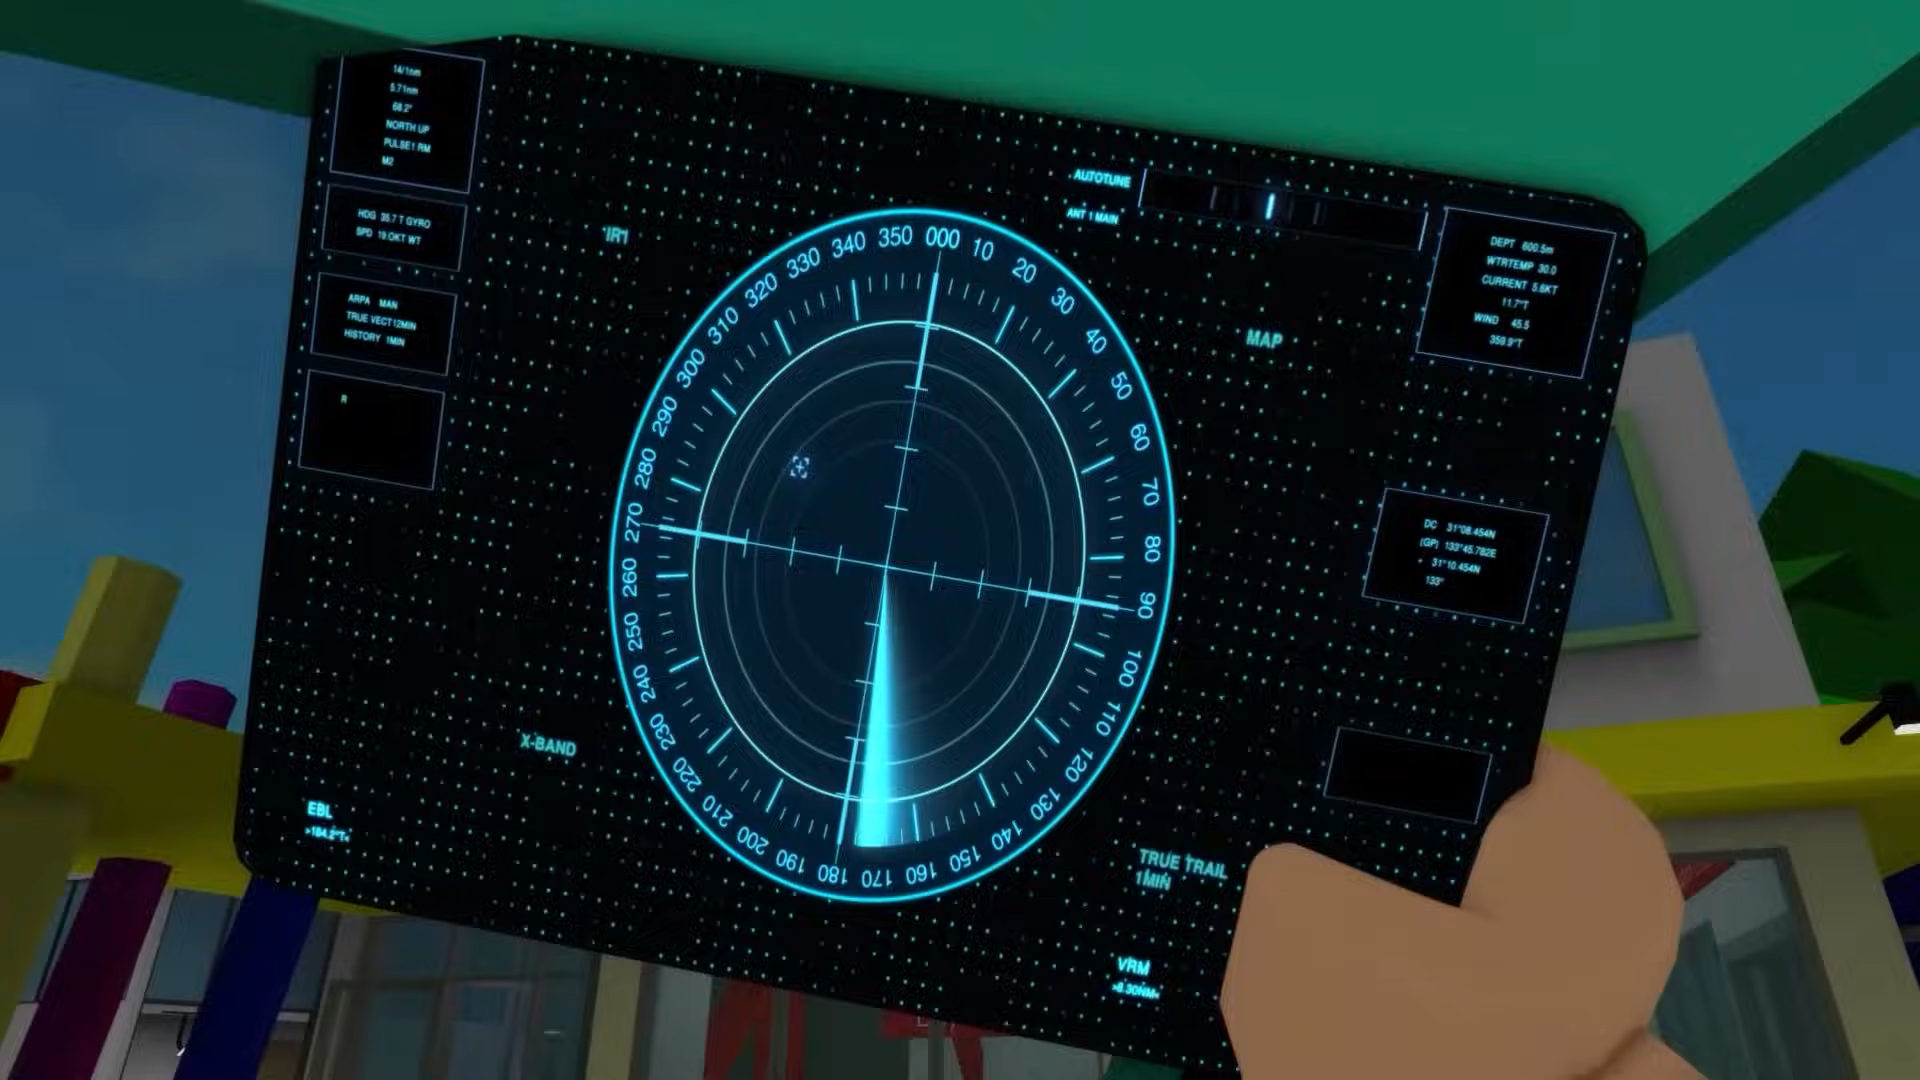 14/1nm
5.71nm
68.2°
NORTH UP
PULSE1 RM
M2
HDG 35.7 T GYRO
SPD 19.0KT WT
ARPA MAN
TRUE VECT12MIN
HISTORY 1MIN
R
IR1
AUTOTUNE
ANT 1 MAIN
DEPT 600.5m
WTRTEMP 30.0
CURRENT 5.6KT
11.7°T
WIND 45.5
359.9°T
MAP
000
10
20
30
40
50
60
70
80
90
100
110
120
130
140
150
160
170
180
190
200
210
220
230
240
250
260
270
280
290
300
310
320
330
340
350
DC 31°08.454N
(GP) 133°45.782E
+ 31°10.454N
133°
X-BAND
EBL
>184.2°T<
TRUE TRAIL
1MIN
VRM
>8.30NM<